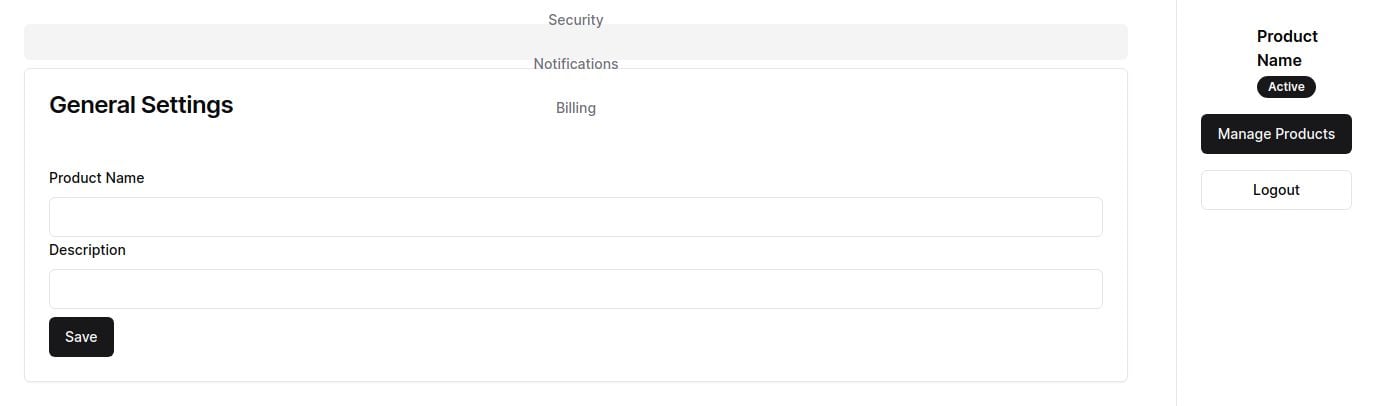 Security
Notifications
Billing
General Settings
Product Name
Description
Save
Product
Name
Active
Manage Products
Logout